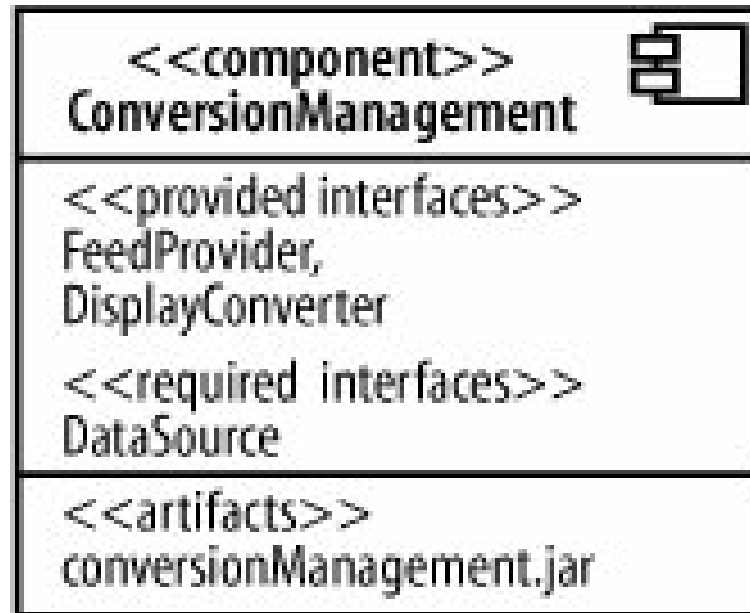 <<component>>
ConversionManagement
<<provided interfaces>>
FeedProvider,
DisplayConverter
<<required interfaces>>
DataSource
<<artifacts>>
conversionManagement.jar